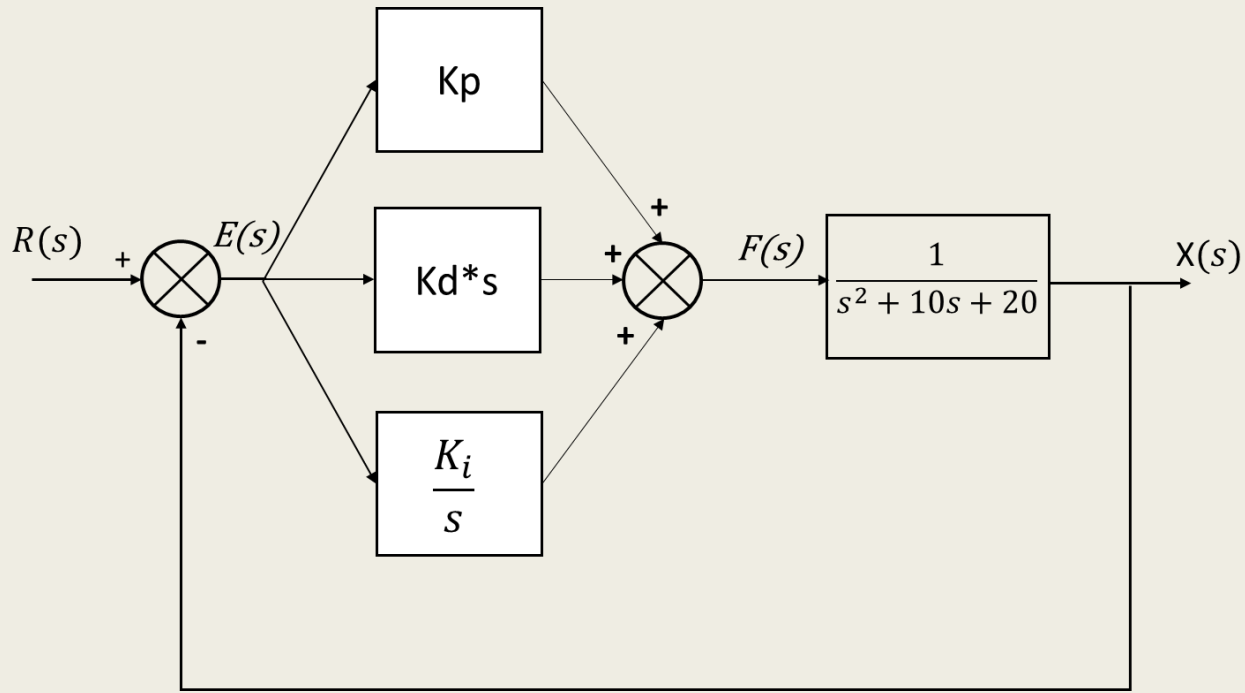 Kp
R(s)
+
E(s)
-
Kd*s
+
+
+
F(s)
1
s² + 10s + 20
X(s)
K_i
s